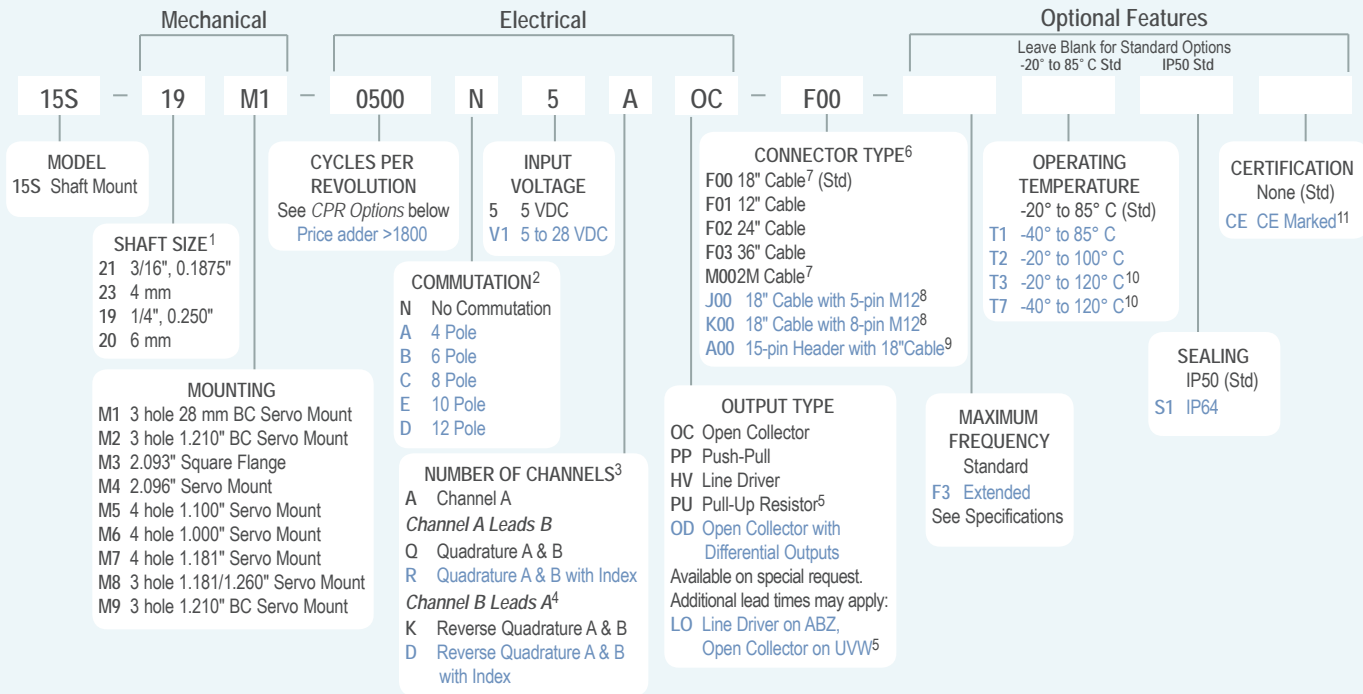 Mechanical
Electrical
Optional Features
Leave Blank for Standard Options
-20° to 85° C Std IP50 Std
15S – 19 M1 – 0500 N 5 A OC – F00 –
MODEL
15S Shaft Mount
SHAFT SIZE1
21 3/16", 0.1875"
23 4 mm
19 1/4", 0.250"
20 6 mm
MOUNTING
M1 3 hole 28 mm BC Servo Mount
M2 3 hole 1.210" BC Servo Mount
M3 2.093" Square Flange
M4 2.096" Servo Mount
M5 4 hole 1.100" Servo Mount
M6 4 hole 1.000" Servo Mount
M7 4 hole 1.181" Servo Mount
M8 3 hole 1.181/1.260" Servo Mount
M9 3 hole 1.210" BC Servo Mount
CYCLES PER
REVOLUTION
See CPR Options below
Price adder >1800
COMMUTATION2
N No Commutation
A 4 Pole
B 6 Pole
C 8 Pole
E 10 Pole
D 12 Pole
INPUT
VOLTAGE
5 5 VDC
V1 5 to 28 VDC
NUMBER OF CHANNELS3
A Channel A
Channel A Leads B
Q Quadrature A & B
R Quadrature A & B with Index
Channel B Leads A4
K Reverse Quadrature A & B
D Reverse Quadrature A & B
with Index
OUTPUT TYPE
OC Open Collector
PP Push-Pull
HV Line Driver
PU Pull-Up Resistor5
OD Open Collector with
Differential Outputs
Available on special request.
Additional lead times may apply:
LO Line Driver on ABZ,
Open Collector on UVW5
CONNECTOR TYPE6
F00 18" Cable7 (Std)
F01 12" Cable
F02 24" Cable
F03 36" Cable
M002M Cable7
J00 18" Cable with 5-pin M128
K00 18" Cable with 8-pin M128
A00 15-pin Header with 18"Cable9
MAXIMUM
FREQUENCY
Standard
F3 Extended
See Specifications
OPERATING
TEMPERATURE
-20° to 85° C (Std)
T1 -40° to 85° C
T2 -20° to 100° C
T3 -20° to 120° C10
T7 -40° to 120° C10
SEALING
IP50 (Std)
S1 IP64
CERTIFICATION
None (Std)
CE CE Marked11